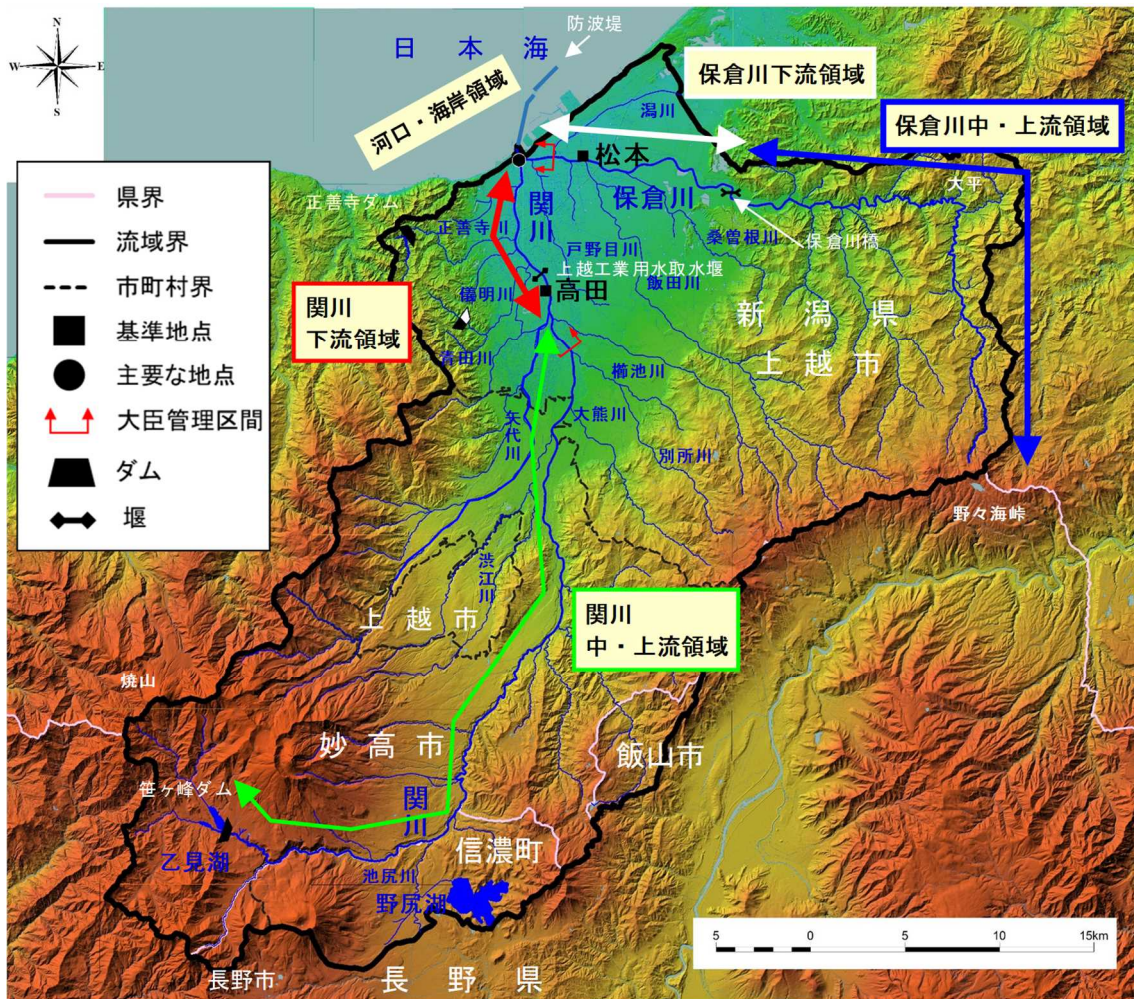 N
W
E
S
日本海
防波堤
河口・海岸領域
保倉川下流領域
保倉川中・上流領域
潟川
松本
保倉川
大平
関川
正善寺ダム
正善寺川
戸野目川
桑曽根川
保倉川橋
上越工業用水取水堰
飯田川
高田
儀明川
関川
下流領域
新潟県
上越市
青田川
櫛池川
矢代川
大熊川
別所川
県界
流域界
市町村界
基準地点
主要な地点
大臣管理区間
ダム
堰
野々海峠
渋江川
上越市
関川
中・上流領域
焼山
妙高市
飯山市
笹ヶ峰ダム
関川
乙見湖
信濃町
池尻川
野尻湖
長野市
長野県
5 0 5 10 15km